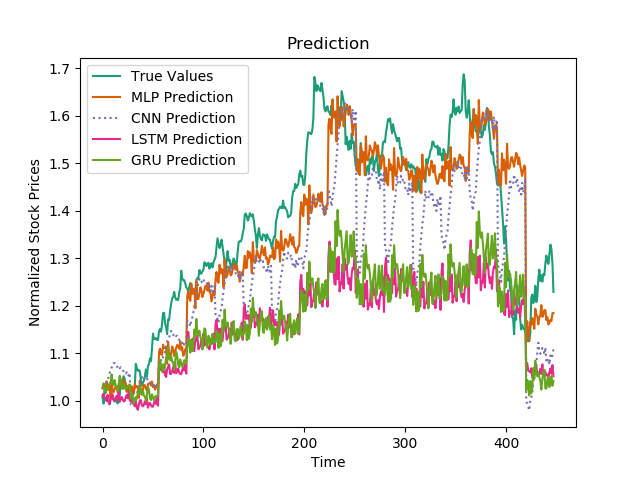 Prediction
1.7
1.6
1.5
1.4
1.3
1.2
1.1
1.0
Normalized Stock Prices
True Values
MLP Prediction
CNN Prediction
LSTM Prediction
GRU Prediction
0
100
200
300
400
Time